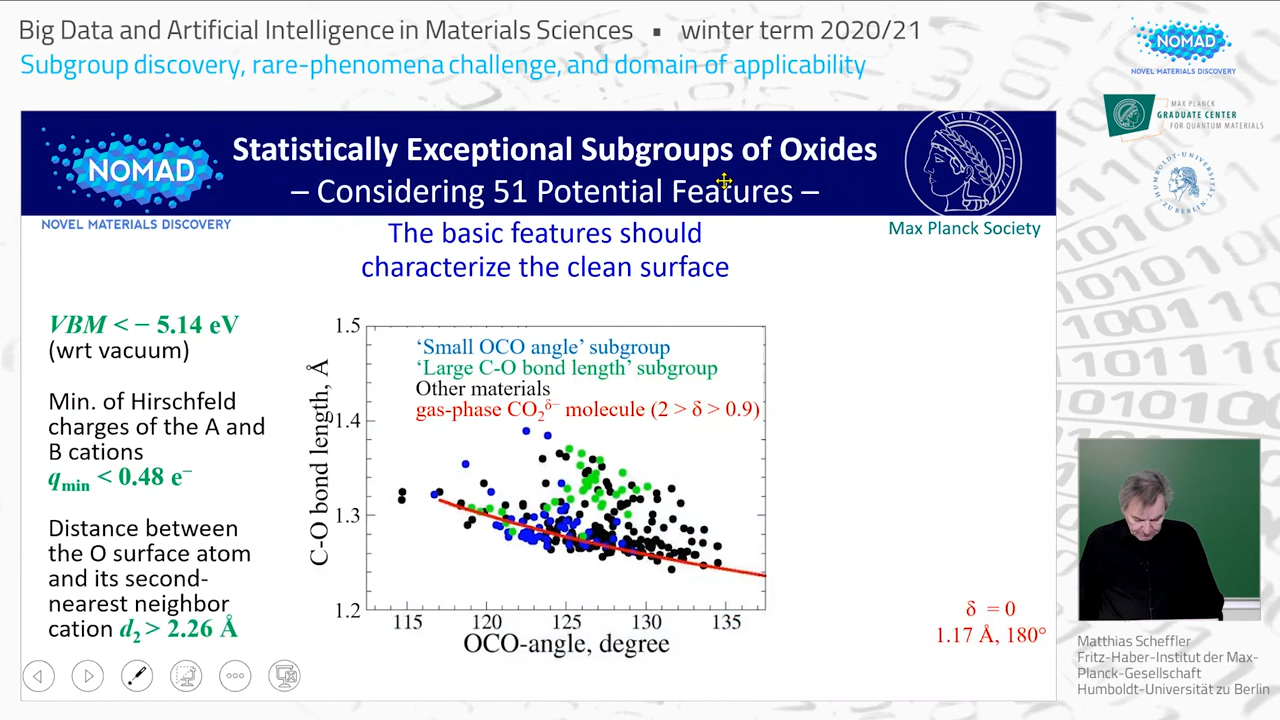 Big Data and Artificial Intelligence in Materials Sciences ▪ winter term 2020/21
Subgroup discovery, rare-phenomena challenge, and domain of applicability
NOMAD
NOVEL MATERIALS DISCOVERY
MAX PLANCK
GRADUATE CENTER
FOR QUANTUM MATERIALS
HUMBOLDT-UNIVERSITÄT
ZU BERLIN
NOMAD
NOVEL MATERIALS DISCOVERY
Statistically Exceptional Subgroups of Oxides
– Considering 51 Potential Features –
Max Planck Society
The basic features should
characterize the clean surface
VBM < − 5.14 eV
(wrt vacuum)
Min. of Hirschfeld
charges of the A and
B cations
qmin < 0.48 e⁻
Distance between
the O surface atom
and its second-
nearest neighbor
cation d₂ > 2.26 Å
C-O bond length, Å
1.5
1.4
1.3
1.2
'Small OCO angle' subgroup
'Large C-O bond length' subgroup
Other materials
gas-phase CO₂^δ− molecule (2 > δ > 0.9)
115 120 125 130 135
OCO-angle, degree
δ = 0
1.17 Å, 180°
Matthias Scheffler
Fritz-Haber-Institut der Max-
Planck-Gesellschaft
Humboldt-Universität zu Berlin